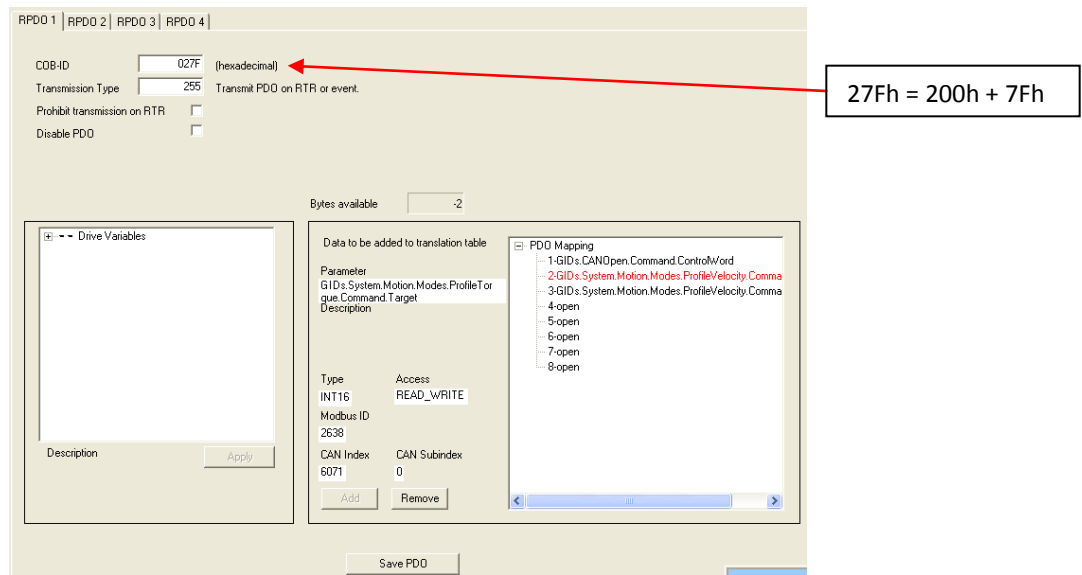 RPDO 1 RPDO 2 RPDO 3 RPDO 4
COB-ID 027F (hexadecimal)
27Fh = 200h + 7Fh
Transmission Type 255 Transmit PDO on RTR or event.
Prohibit transmission on RTR
Disable PDO
Bytes available -2
Drive Variables
Description Apply
Data to be added to translation table
Parameter
GIDs.System.Motion.Modes.ProfileTor
que.Command.Target
Description
Type Access
INT16 READ_WRITE
Modbus ID
2638
CAN Index CAN Subindex
6071 0
Add Remove
PDO Mapping
1-GIDs.CANOpen.Command.ControlWord
2-GIDs.System.Motion.Modes.ProfileVelocity.Comma
3-GIDs.System.Motion.Modes.ProfileVelocity.Comma
4-open
5-open
6-open
7-open
8-open
Save PDO